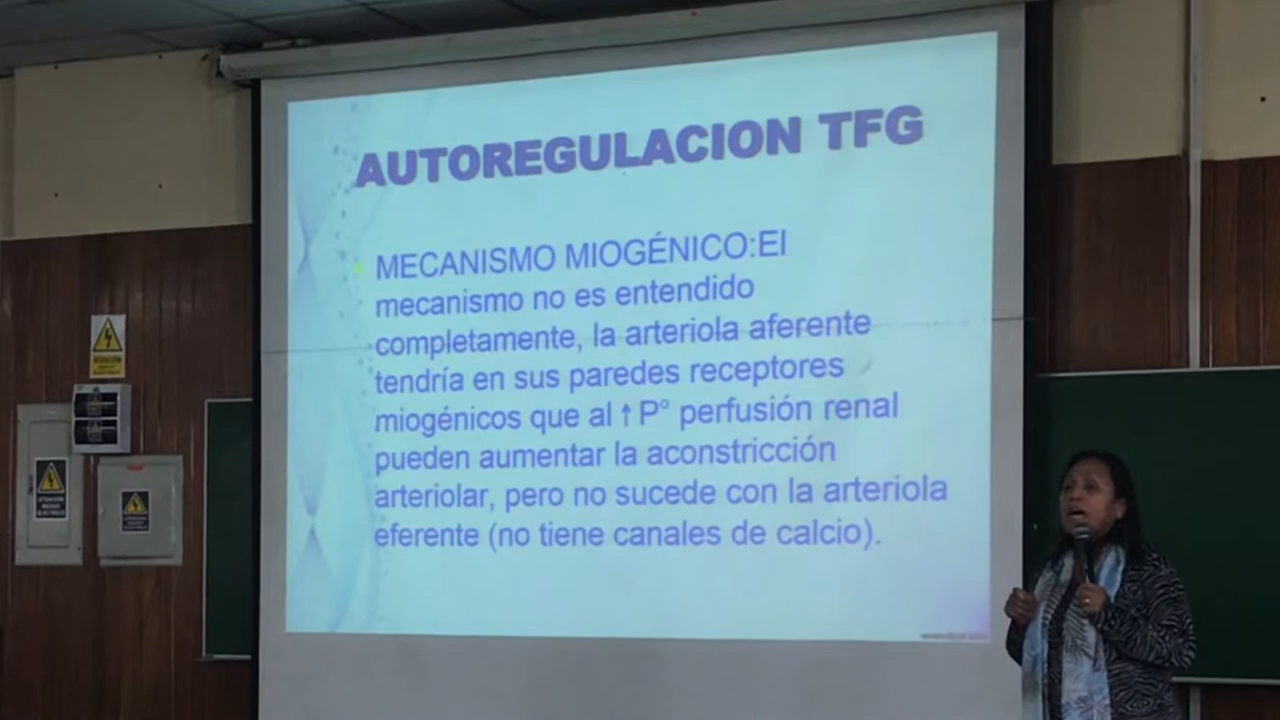 AUTOREGULACION TFG
MECANISMO MIOGÉNICO:El
mecanismo no es entendido
completamente, la arteriola aferente
tendría en sus paredes receptores
miogénicos que al ↑ P° perfusión renal
pueden aumentar la aconstricción
arteriolar, pero no sucede con la arteriola
eferente (no tiene canales de calcio).